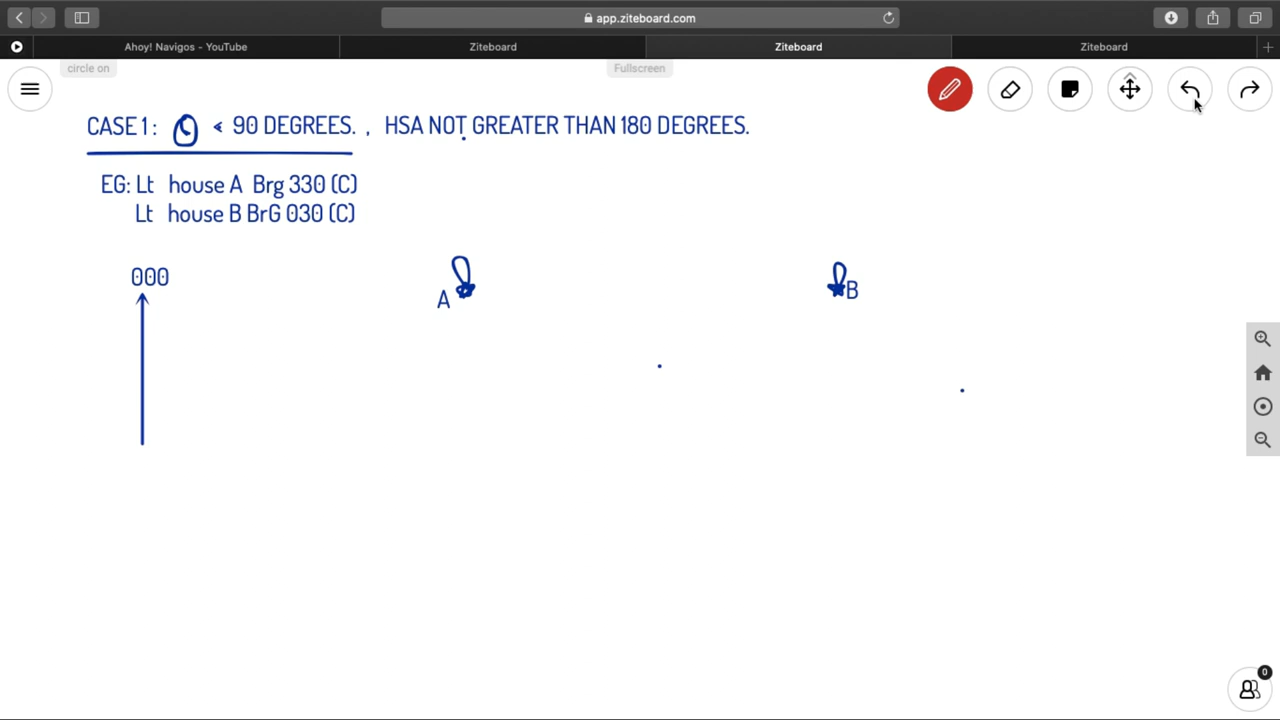 app.ziteboard.com
Ahoy! Navigos - YouTube
Ziteboard
Ziteboard
Ziteboard
circle on
Fullscreen
CASE 1 : < 90 DEGREES. , HSA NOT GREATER THAN 180 DEGREES.
EG: Lt house A Brg 330 (C)
Lt house B BrG 030 (C)
000
A
B
0